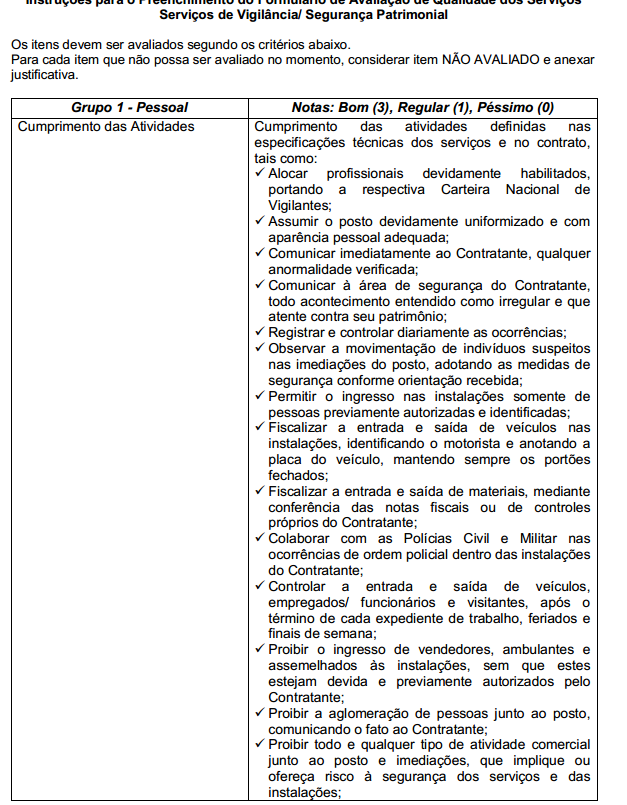 Instruções para o Preenchimento do Formulário de Avaliação de Qualidade dos Serviços
Serviços de Vigilância/ Segurança Patrimonial
Os itens devem ser avaliados segundo os critérios abaixo.
Para cada item que não possa ser avaliado no momento, considerar item NÃO AVALIADO e anexar
justificativa.
Grupo 1 - Pessoal
Notas: Bom (3), Regular (1), Péssimo (0)
Cumprimento das Atividades
Cumprimento das atividades definidas nas
especificações técnicas dos serviços e no contrato,
tais como:
✓ Alocar profissionais devidamente habilitados,
portando a respectiva Carteira Nacional de
Vigilantes;
✓ Assumir o posto devidamente uniformizado e com
aparência pessoal adequada;
✓ Comunicar imediatamente ao Contratante, qualquer
anormalidade verificada;
✓ Comunicar à área de segurança do Contratante,
todo acontecimento entendido como irregular e que
atente contra seu patrimônio;
✓ Registrar e controlar diariamente as ocorrências;
✓ Observar a movimentação de indivíduos suspeitos
nas imediações do posto, adotando as medidas de
segurança conforme orientação recebida;
✓ Permitir o ingresso nas instalações somente de
pessoas previamente autorizadas e identificadas;
✓ Fiscalizar a entrada e saída de veículos nas
instalações, identificando o motorista e anotando a
placa do veículo, mantendo sempre os portões
fechados;
✓ Fiscalizar a entrada e saída de materiais, mediante
conferência das notas fiscais ou de controles
próprios do Contratante;
✓ Colaborar com as Polícias Civil e Militar nas
ocorrências de ordem policial dentro das instalações
do Contratante;
✓ Controlar a entrada e saída de veículos,
empregados/ funcionários e visitantes, após o
término de cada expediente de trabalho, feriados e
finais de semana;
✓ Proibir o ingresso de vendedores, ambulantes e
assemelhados às instalações, sem que estes
estejam devida e previamente autorizados pelo
Contratante;
✓ Proibir a aglomeração de pessoas junto ao posto,
comunicando o fato ao Contratante;
✓ Proibir todo e qualquer tipo de atividade comercial
junto ao posto e imediações, que implique ou
ofereça risco à segurança dos serviços e das
instalações;